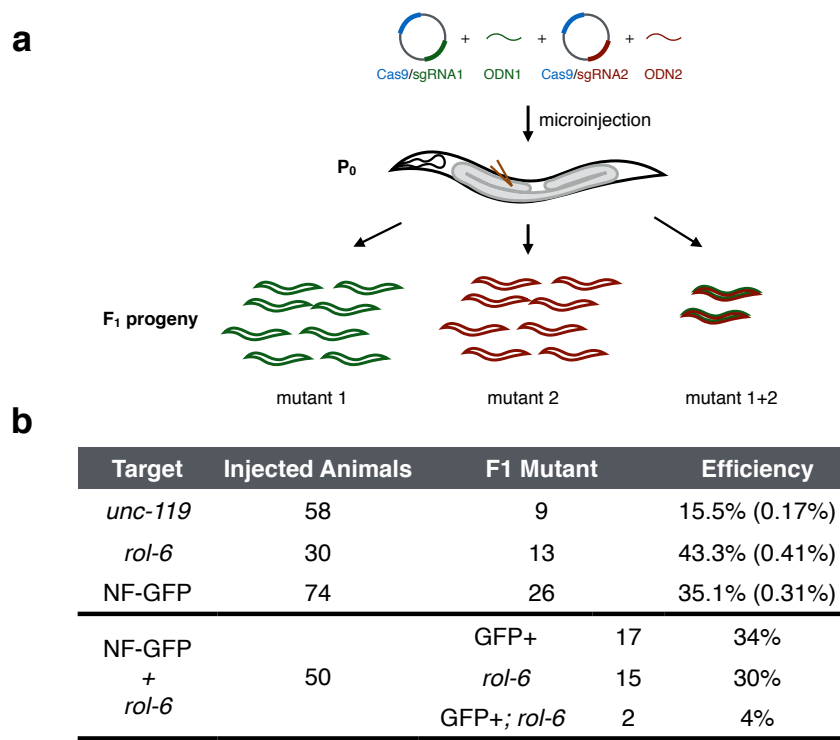 a
+ + +
Cas9/sgRNA1 ODN1 Cas9/sgRNA2 ODN2
microinjection
P0
F1 progeny
mutant 1 mutant 2 mutant 1+2
b
Target Injected Animals F1 Mutant Efficiency
unc-119 58 9 15.5% (0.17%)
rol-6 30 13 43.3% (0.41%)
NF-GFP 74 26 35.1% (0.31%)
NF-GFP + rol-6 50 GFP+ 17 34%
rol-6 15 30%
GFP+; rol-6 2 4%